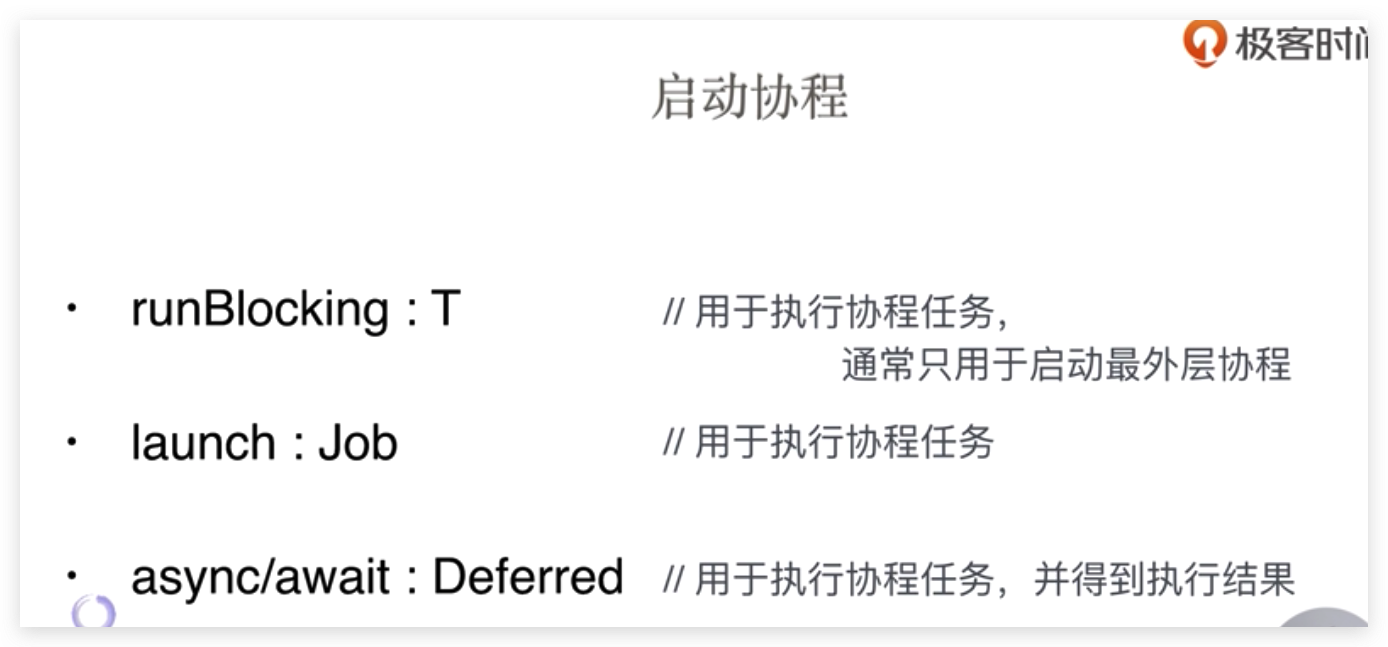 极客时间
启动协程
· runBlocking : T // 用于执行协程任务，
通常只用于启动最外层协程
· launch : Job // 用于执行协程任务
· async/await : Deferred // 用于执行协程任务，并得到执行结果